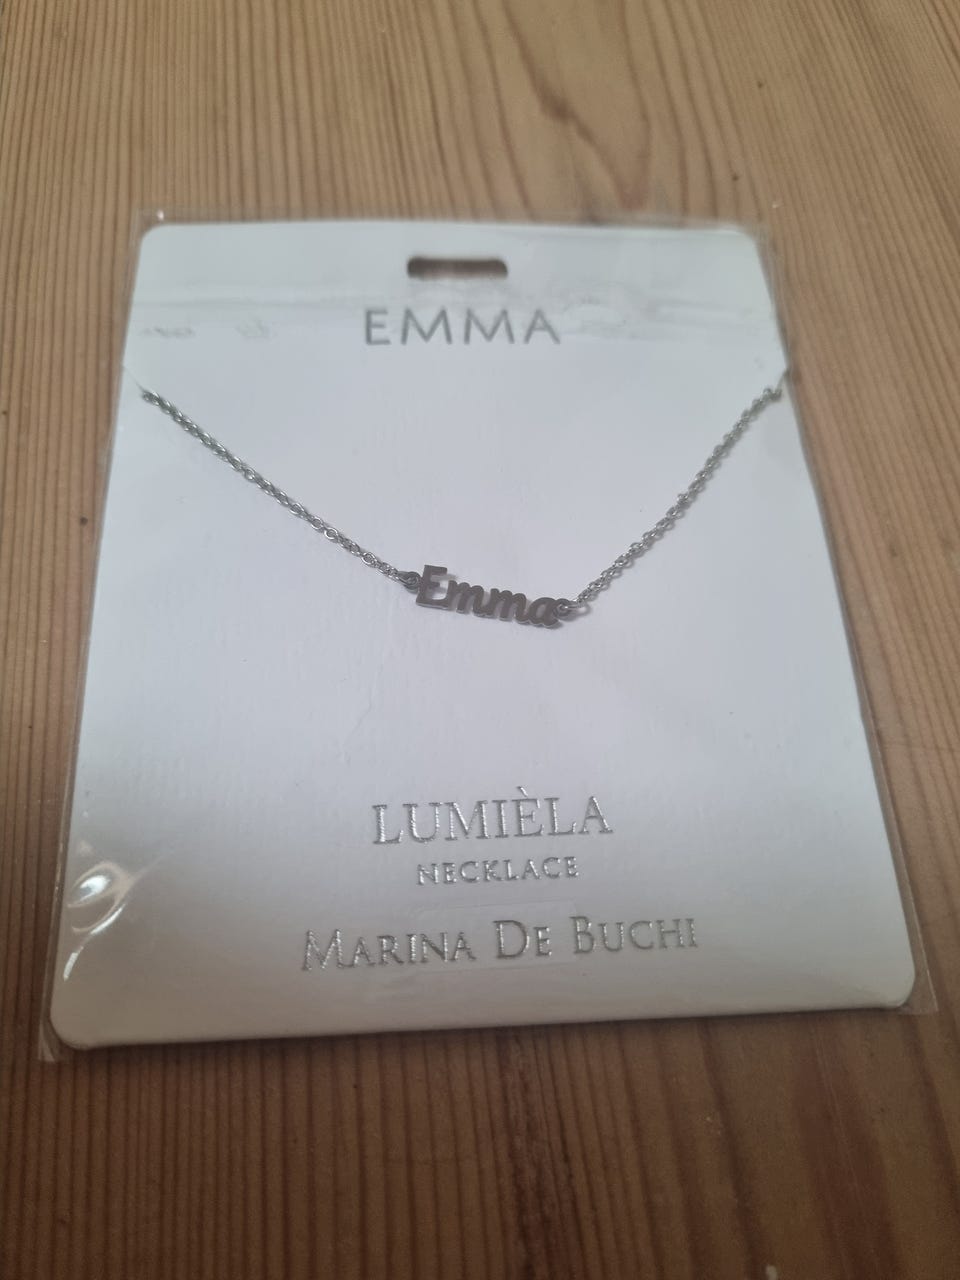 EMMA
Emma
LUMIÈLA
NECKLACE
MARINA DE BUCHI